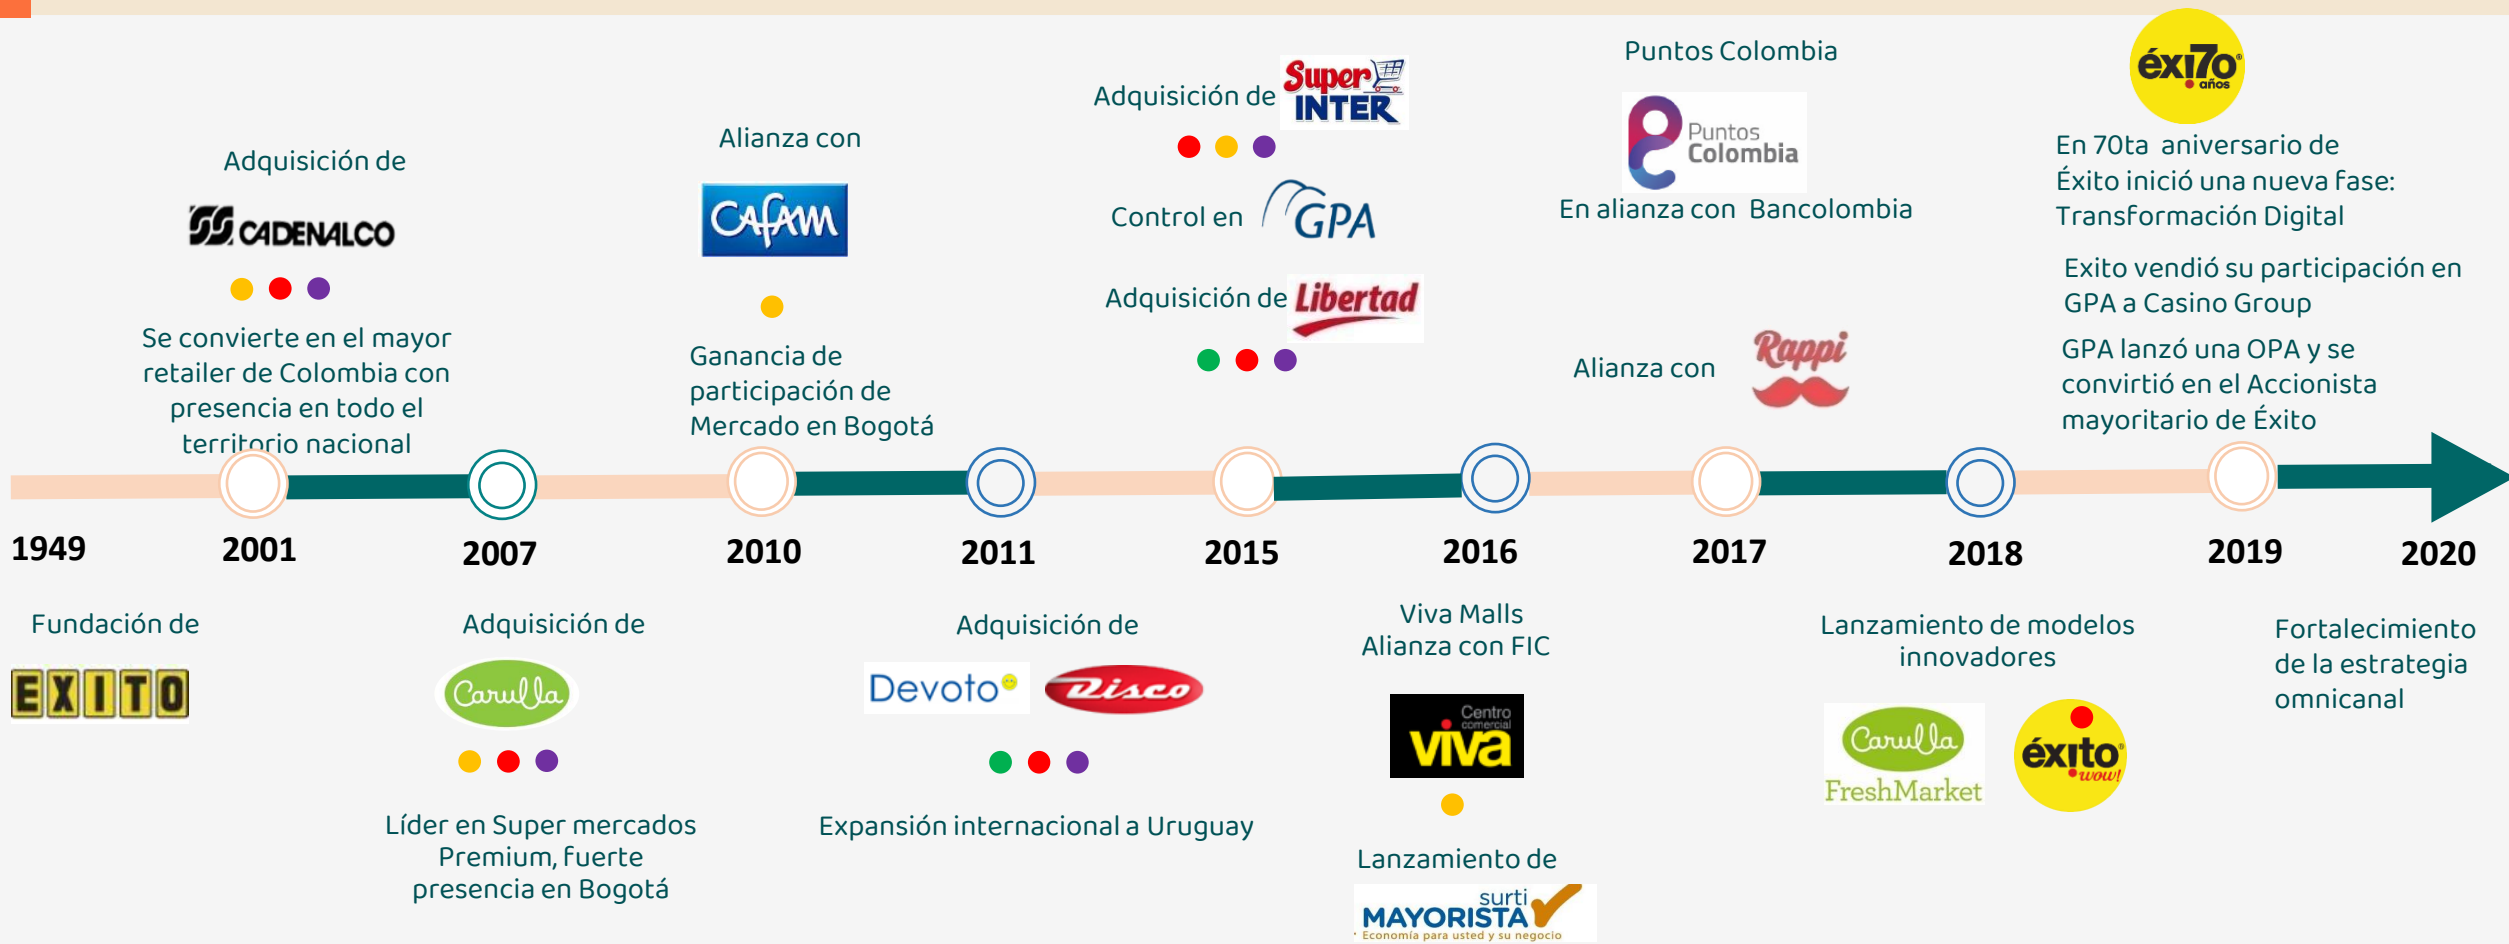 Adquisición de
CADENALCO
Se convierte en el mayor
retailer de Colombia con
presencia en todo el
territorio nacional
Alianza con
CAFAM
Ganancia de
participación de
Mercado en Bogotá
Adquisición de
Super
INTER
Control en
GPA
Adquisición de
Libertad
Puntos Colombia
Puntos
Colombia
En alianza con Bancolombia
Alianza con
Rappi
éxi70
años
En 70ta aniversario de
Éxito inició una nueva fase:
Transformación Digital
Exito vendió su participación en
GPA a Casino Group
GPA lanzó una OPA y se
convirtió en el Accionista
mayoritario de Éxito
1949
2001
2007
2010
2011
2015
2016
2017
2018
2019
2020
Fundación de
EXITO
Adquisición de
Carulla
Líder en Super mercados
Premium, fuerte
presencia en Bogotá
Adquisición de
Devoto
Disco
Expansión internacional a Uruguay
Viva Malls
Alianza con FIC
Centro
comercial
viva
Lanzamiento de
surti
MAYORISTA
Economía para usted y su negocio
Lanzamiento de modelos
innovadores
Carulla
FreshMarket
éxito
wow!
Fortalecimiento
de la estrategia
omnicanal